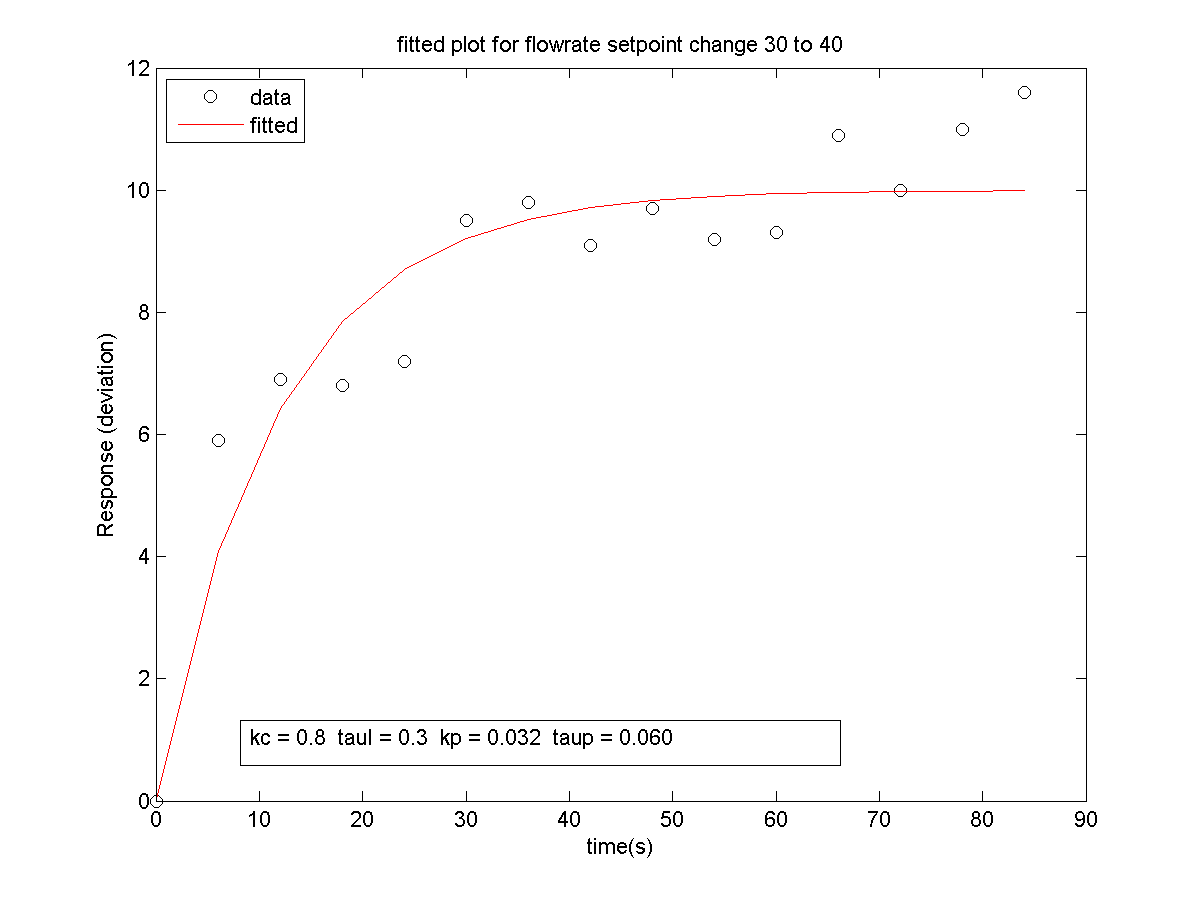 fitted plot for flowrate setpoint change 30 to 40
12
10
8
6
4
2
0
data
fitted
Response (deviation)
kc = 0.8 tauI = 0.3 kp = 0.032 taup = 0.060
0 10 20 30 40 50 60 70 80 90
time(s)